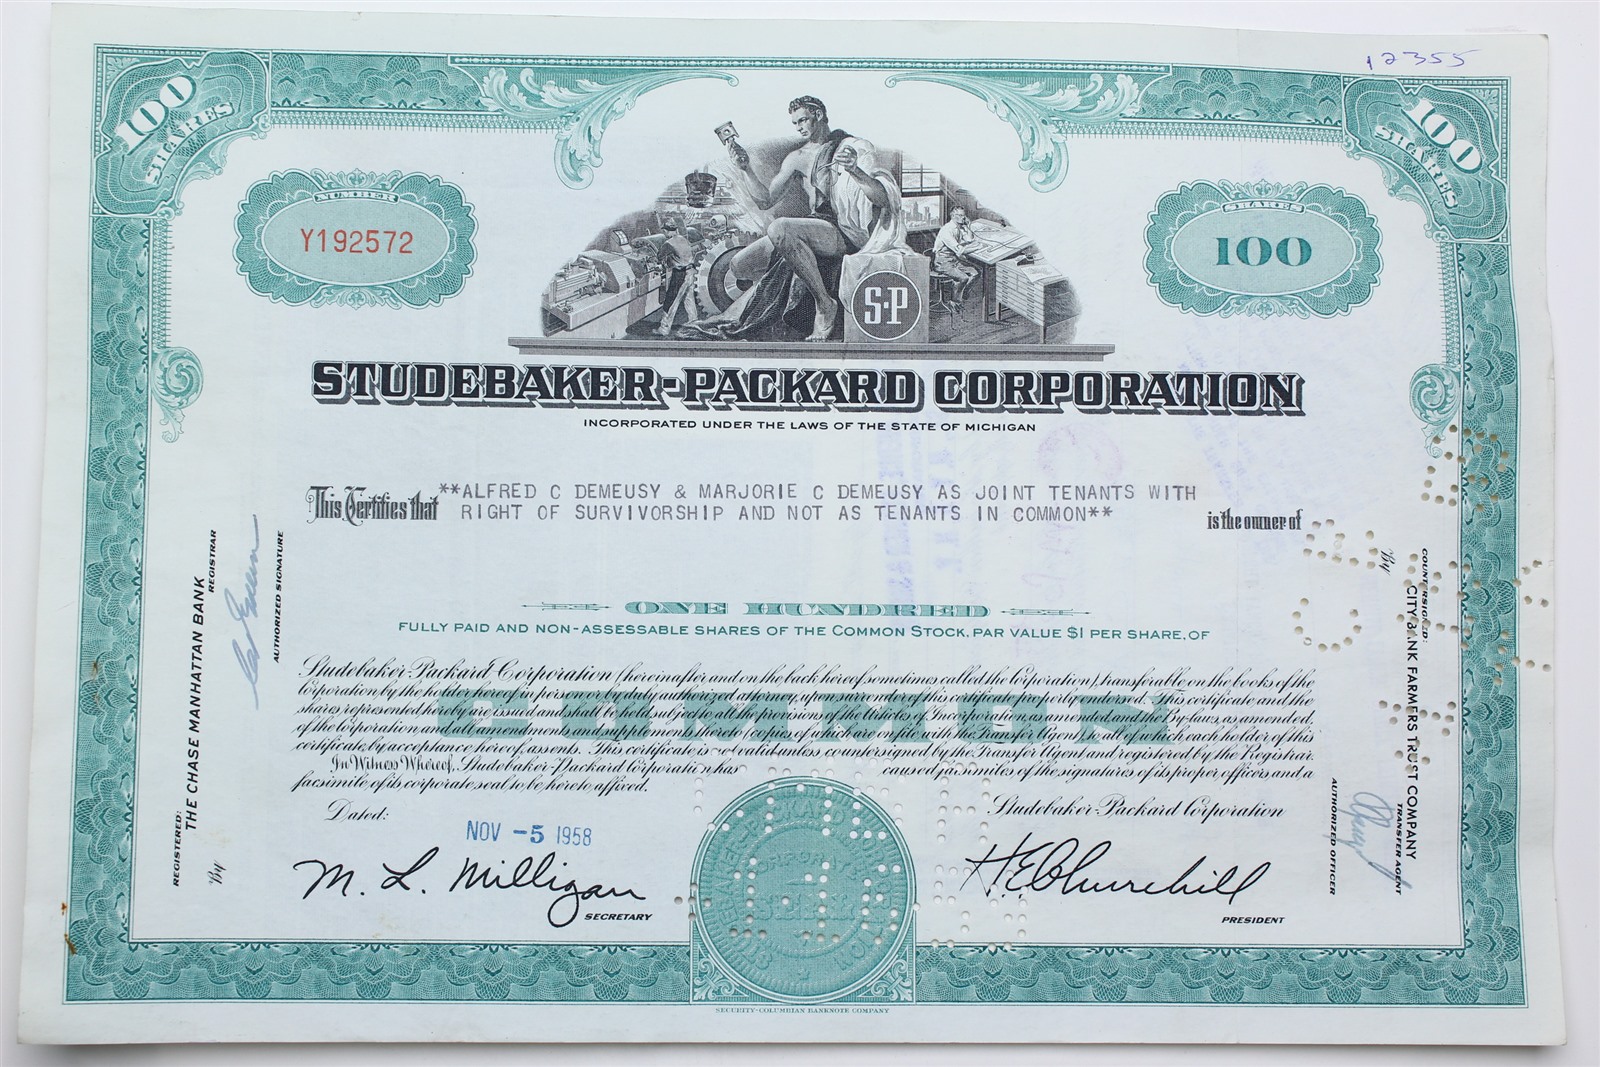 12355
100 SHARES
100 SHARES
NUMBER
Y192572
SHARES
100
S-P
STUDEBAKER-PACKARD CORPORATION
INCORPORATED UNDER THE LAWS OF THE STATE OF MICHIGAN
This Certifies that
**ALFRED C DEMEUSY & MARJORIE C DEMEUSY AS JOINT TENANTS WITH
RIGHT OF SURVIVORSHIP AND NOT AS TENANTS IN COMMON**
is the owner of
ONE HUNDRED
FULLY PAID AND NON-ASSESSABLE SHARES OF THE COMMON STOCK, PAR VALUE $1 PER SHARE, OF
COMMON
Studebaker-Packard Corporation (hereinafter and on the back hereof sometimes called the Corporation), transferable on the books of the
Corporation by the holder hereof in person or by duly authorized attorney, upon surrender of this certificate properly endorsed. This certificate and the
shares represented hereby are issued and shall be held subject to all the provisions of the Articles of Incorporation, as amended, and the By-laws, as amended,
of the Corporation and all amendments and supplements thereto (copies of which are on file with the Transfer Agent), to all of which each holder of this
certificate, by acceptance hereof, assents. This certificate is not valid unless countersigned by the Transfer Agent and registered by the Registrar.
In Witness Whereof, Studebaker-Packard Corporation has caused facsimiles of the signatures of its proper officers and a
facsimile of its corporate seal to be hereto affixed.
Dated:
NOV -5 1958
Studebaker-Packard Corporation
M. L. Milligan
SECRETARY
H E Churchill
PRESIDENT
STUDEBAKER-PACKARD CORPORATION
CORPORATE
SEAL
REGISTERED:
THE CHASE MANHATTAN BANK
REGISTRAR
By
AUTHORIZED SIGNATURE
COUNTERSIGNED:
CITY BANK FARMERS TRUST COMPANY
TRANSFER AGENT
By
AUTHORIZED OFFICER
SECURITY-COLUMBIAN BANKNOTE COMPANY